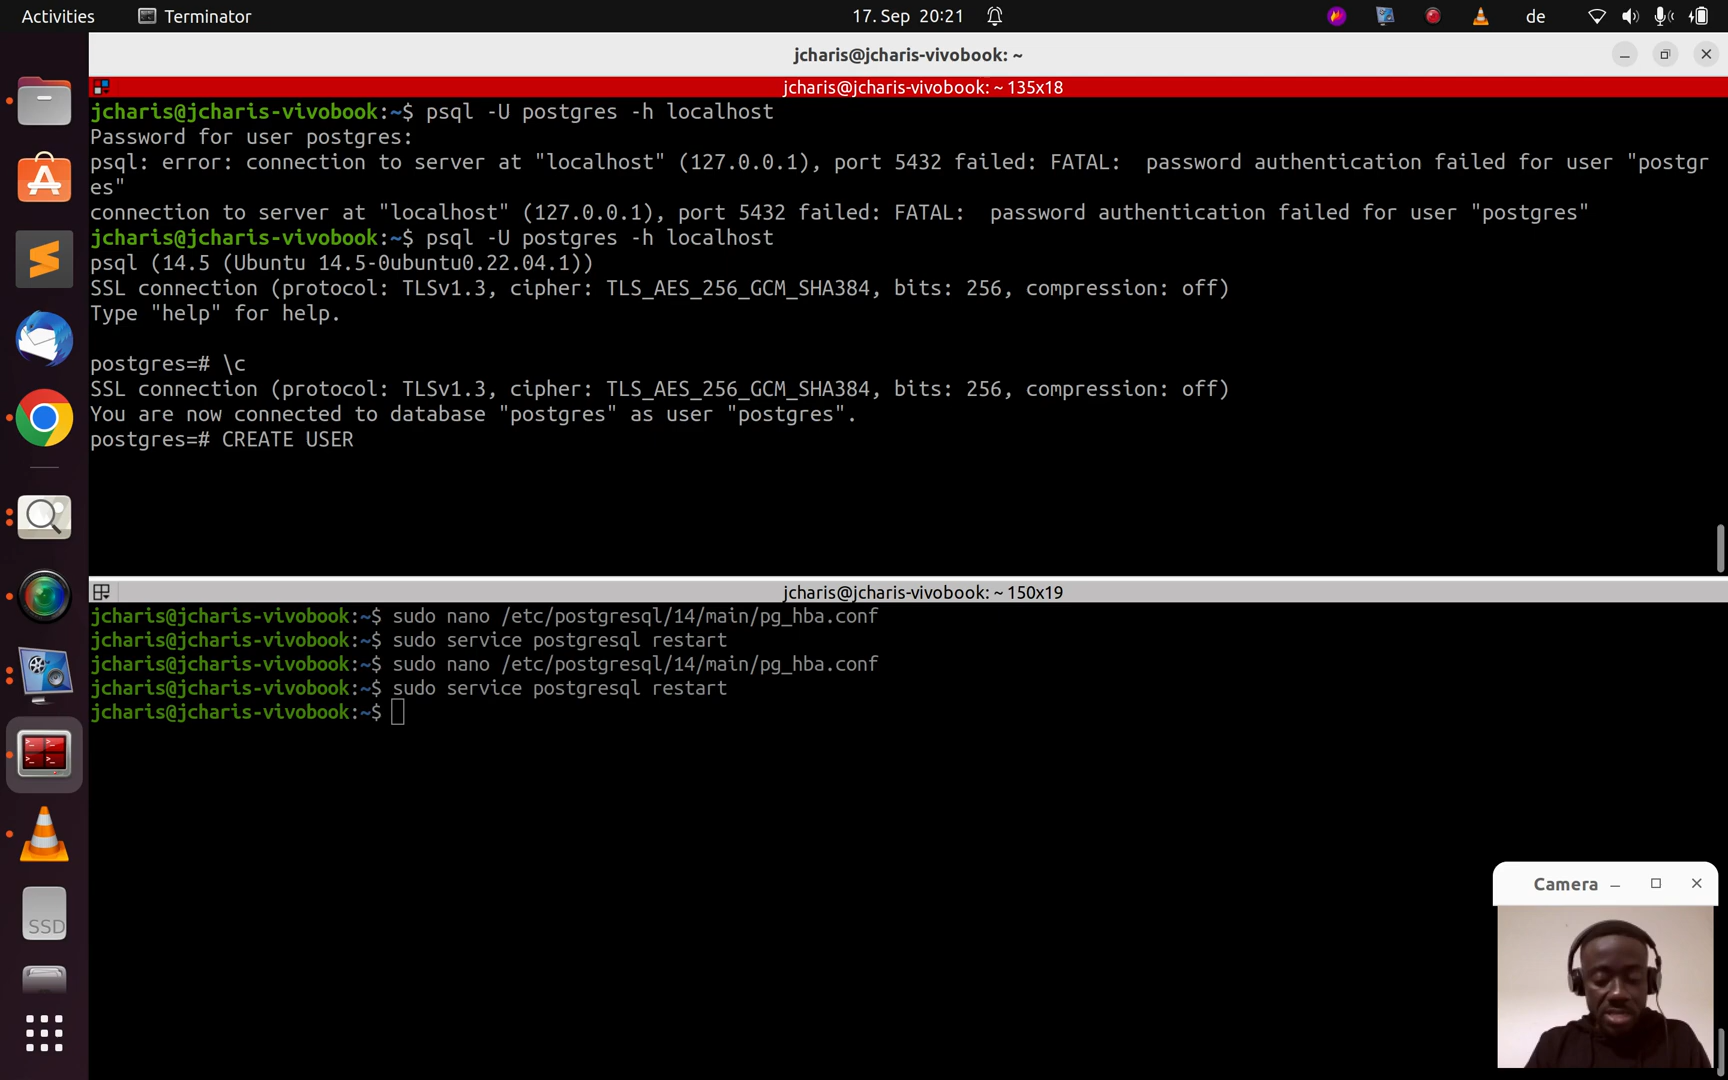 Activities
Terminator
17. Sep 20:21
de
jcharis@jcharis-vivobook: ~
jcharis@jcharis-vivobook: ~ 135x18
jcharis@jcharis-vivobook:~$ psql -U postgres -h localhost
Password for user postgres:
psql: error: connection to server at "localhost" (127.0.0.1), port 5432 failed: FATAL:  password authentication failed for user "postgr
es"
connection to server at "localhost" (127.0.0.1), port 5432 failed: FATAL:  password authentication failed for user "postgres"
jcharis@jcharis-vivobook:~$ psql -U postgres -h localhost
psql (14.5 (Ubuntu 14.5-0ubuntu0.22.04.1))
SSL connection (protocol: TLSv1.3, cipher: TLS_AES_256_GCM_SHA384, bits: 256, compression: off)
Type "help" for help.
postgres=# \c
SSL connection (protocol: TLSv1.3, cipher: TLS_AES_256_GCM_SHA384, bits: 256, compression: off)
You are now connected to database "postgres" as user "postgres".
postgres=# CREATE USER
jcharis@jcharis-vivobook: ~ 150x19
jcharis@jcharis-vivobook:~$ sudo nano /etc/postgresql/14/main/pg_hba.conf
jcharis@jcharis-vivobook:~$ sudo service postgresql restart
jcharis@jcharis-vivobook:~$ sudo nano /etc/postgresql/14/main/pg_hba.conf
jcharis@jcharis-vivobook:~$ sudo service postgresql restart
jcharis@jcharis-vivobook:~$
Camera
SSD